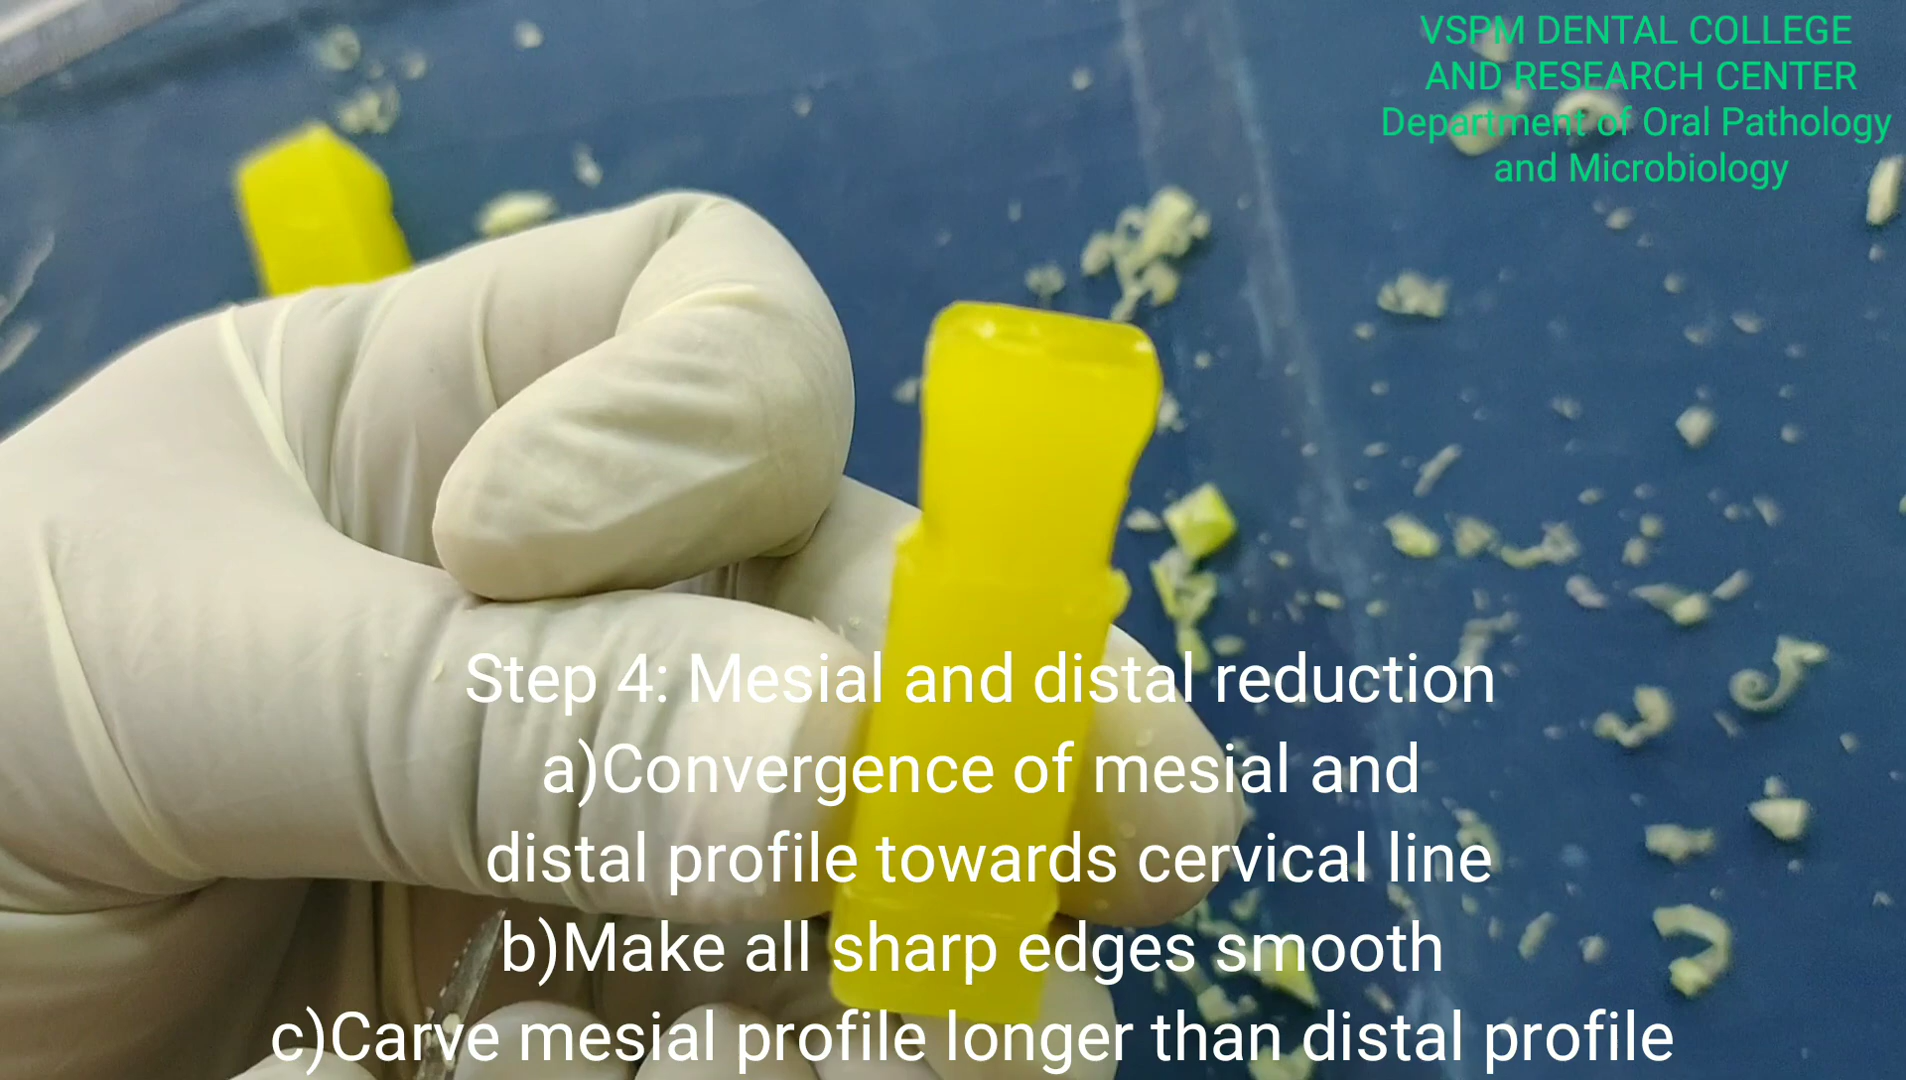 VSPM DENTAL COLLEGE
AND RESEARCH CENTER
Department of Oral Pathology
and Microbiology
Step 4: Mesial and distal reduction
a)Convergence of mesial and
distal profile towards cervical line
b)Make all sharp edges smooth
c)Carve mesial profile longer than distal profile